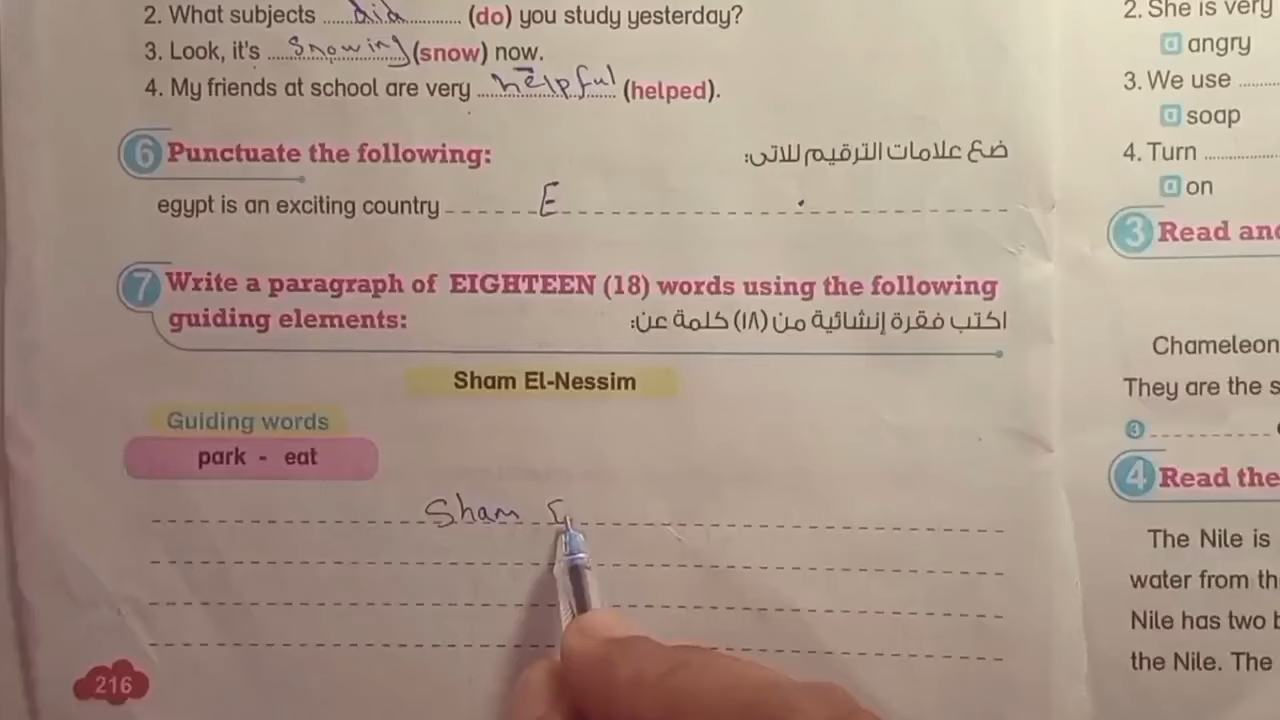 2. What subjects did (do) you study yesterday?
3. Look, it's snowing (snow) now.
4. My friends at school are very helpful (helped).
6 Punctuate the following: ضع علامات الترقيم للآتى:
egypt is an exciting country E .
7 Write a paragraph of EIGHTEEN (18) words using the following
guiding elements: اكتب فقرة إنشائية من (١٨) كلمة عن:
Sham El-Nessim
Guiding words
park - eat
Sham E
216
2. She is very
a angry
3. We use
a soap
4. Turn
a on
3 Read and
Chameleon
They are the s
3
4 Read the
The Nile is
water from th
Nile has two b
the Nile. The